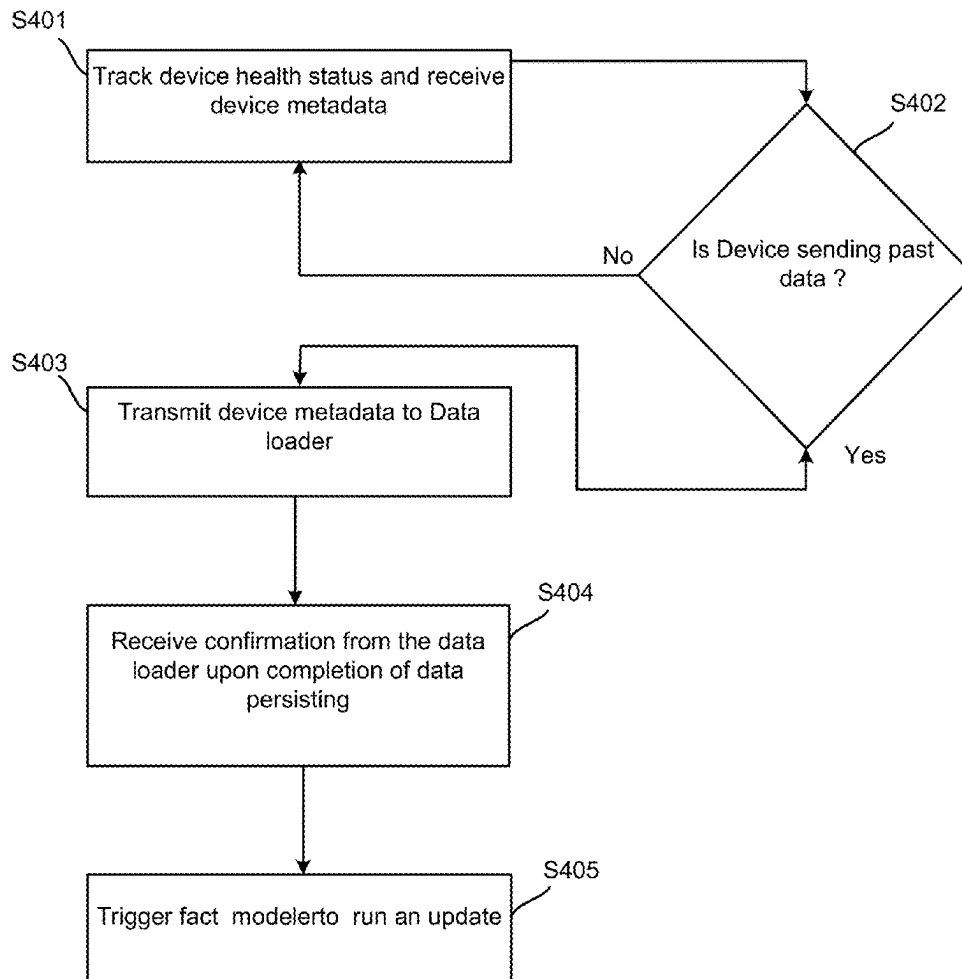 S401
Track device health status and receive
device metadata
S402
Is Device sending past
data ?
No
Yes
S403
Transmit device metadata to Data
loader
S404
Receive confirmation from the data
loader upon completion of data
persisting
S405
Trigger fact modelerto run an update